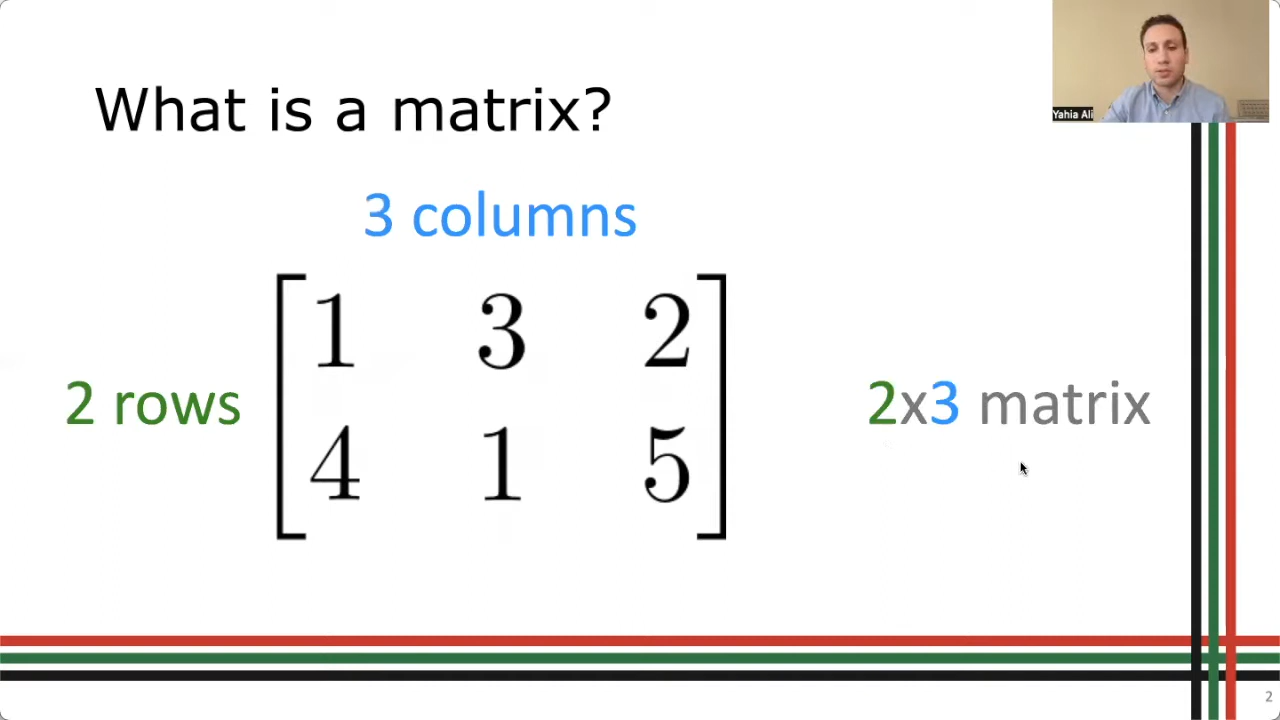 Yahia Ali
What is a matrix?
3 columns
2 rows
1 3 2
4 1 5
2x3 matrix
2